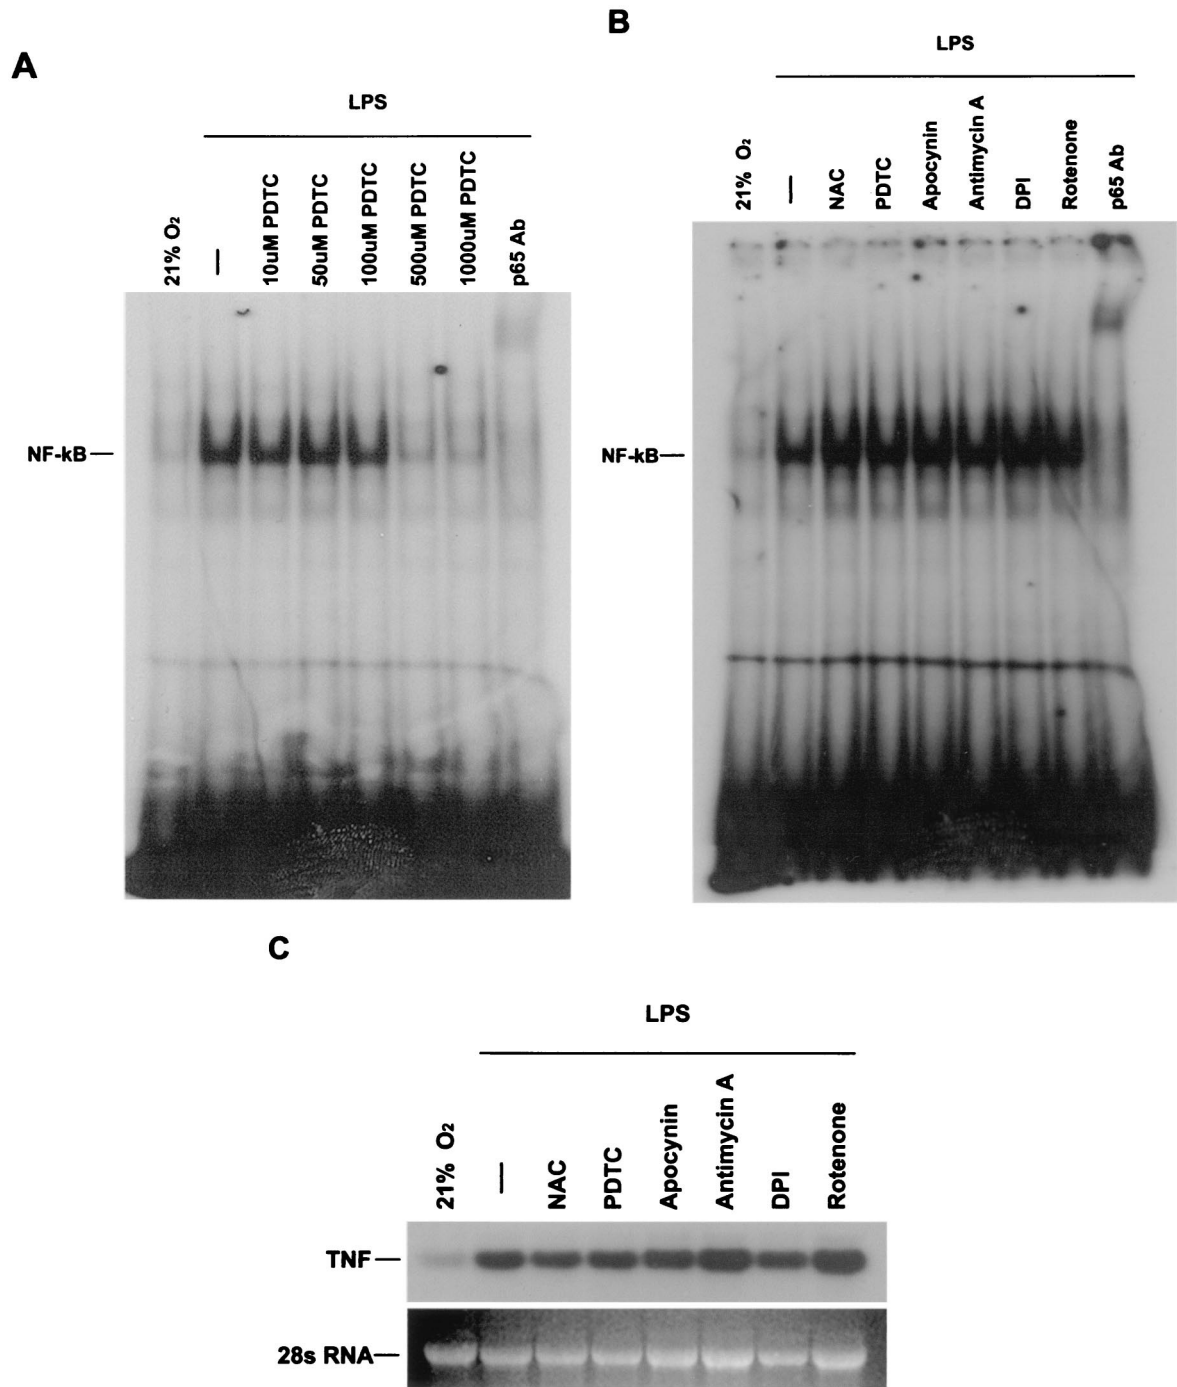 A
LPS
21% O2
—
10uM PDTC
50uM PDTC
100uM PDTC
500uM PDTC
1000uM PDTC
p65 Ab
NF-kB—
B
LPS
21% O2
—
NAC
PDTC
Apocynin
Antimycin A
DPI
Rotenone
p65 Ab
NF-kB—
C
LPS
21% O2
—
NAC
PDTC
Apocynin
Antimycin A
DPI
Rotenone
TNF—
28s RNA—